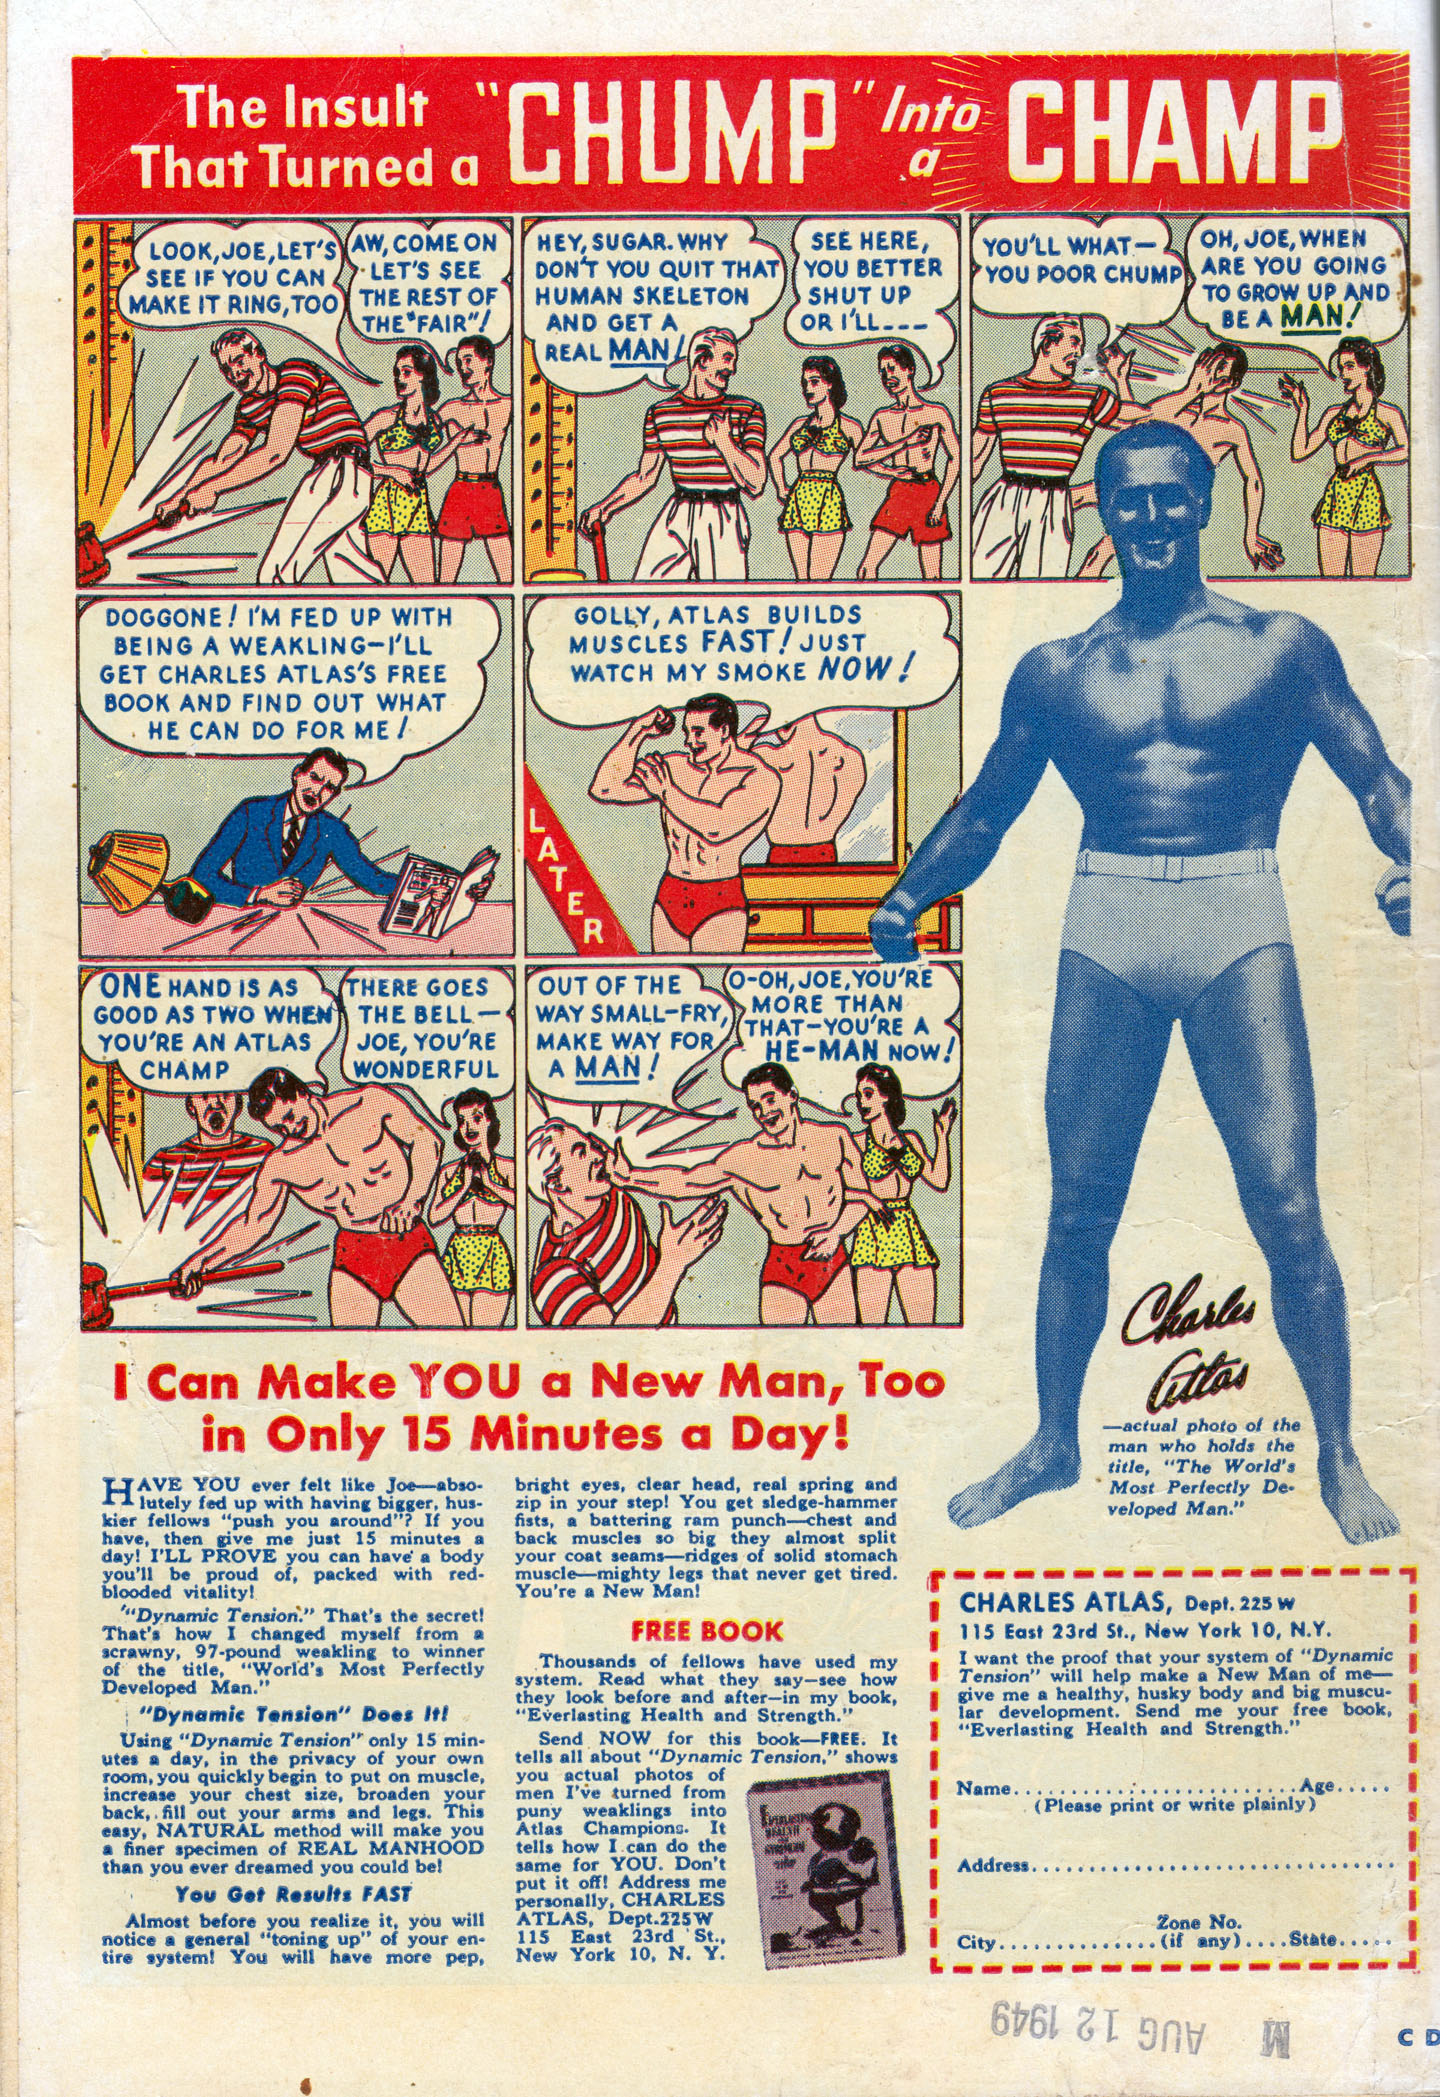 The Insult
That Turned a
"CHUMP"
Into
a
CHAMP
LOOK, JOE, LET'S
SEE IF YOU CAN
MAKE IT RING, TOO
AW, COME ON
LET'S SEE
THE REST OF
THE "FAIR"!
HEY, SUGAR. WHY
DON'T YOU QUIT THAT
HUMAN SKELETON
AND GET A
REAL MAN!
SEE HERE,
YOU BETTER
SHUT UP
OR I'LL---
YOU'LL WHAT—
YOU POOR CHUMP
OH, JOE, WHEN
ARE YOU GOING
TO GROW UP AND
BE A MAN!
DOGGONE! I'M FED UP WITH
BEING A WEAKLING—I'LL
GET CHARLES ATLAS'S FREE
BOOK AND FIND OUT WHAT
HE CAN DO FOR ME!
GOLLY, ATLAS BUILDS
MUSCLES FAST! JUST
WATCH MY SMOKE NOW!
LATER
ONE HAND IS AS
GOOD AS TWO WHEN
YOU'RE AN ATLAS
CHAMP
THERE GOES
THE BELL—
JOE, YOU'RE
WONDERFUL
OUT OF THE
WAY SMALL-FRY,
MAKE WAY FOR
A MAN!
O-OH, JOE, YOU'RE
MORE THAN
THAT—YOU'RE A
HE-MAN NOW!
Charles
Atlas
—actual photo of the
man who holds the
title, "The World's
Most Perfectly De-
veloped Man."
I Can Make YOU a New Man, Too
in Only 15 Minutes a Day!
HAVE YOU ever felt like Joe—abso-
lutely fed up with having bigger, hus-
kier fellows "push you around"? If you
have, then give me just 15 minutes a
day! I'LL PROVE you can have a body
you'll be proud of, packed with red-
blooded vitality!
"Dynamic Tension." That's the secret!
That's how I changed myself from a
scrawny, 97-pound weakling to winner
of the title, "World's Most Perfectly
Developed Man."
"Dynamic Tension" Does It!
Using "Dynamic Tension" only 15 min-
utes a day, in the privacy of your own
room, you quickly begin to put on muscle,
increase your chest size, broaden your
back, fill out your arms and legs. This
easy, NATURAL method will make you
a finer specimen of REAL MANHOOD
than you ever dreamed you could be!
You Get Results FAST
Almost before you realize it, you will
notice a general "toning up" of your en-
tire system! You will have more pep,
bright eyes, clear head, real spring and
zip in your step! You get sledge-hammer
fists, a battering ram punch—chest and
back muscles so big they almost split
your coat seams—ridges of solid stomach
muscle—mighty legs that never get tired.
You're a New Man!
FREE BOOK
Thousands of fellows have used my
system. Read what they say—see how
they look before and after—in my book,
"Everlasting Health and Strength."
Send NOW for this book—FREE. It
tells all about "Dynamic Tension," shows
you actual photos of
men I've turned from
puny weaklings into
Atlas Champions. It
tells how I can do the
same for YOU. Don't
put it off! Address me
personally, CHARLES
ATLAS, Dept.225W
115 East 23rd St.,
New York 10, N. Y.
EVERLASTING
HEALTH
AND
STRENGTH
CHARLES ATLAS, Dept. 225 W
115 East 23rd St., New York 10, N.Y.
I want the proof that your system of "Dynamic
Tension" will help make a New Man of me—
give me a healthy, husky body and big muscu-
lar development. Send me your free book,
"Everlasting Health and Strength."
Name..........................Age.....
(Please print or write plainly)
Address..................................
Zone No.
City..............(if any)....State.....
M AUG 12 1949
C D